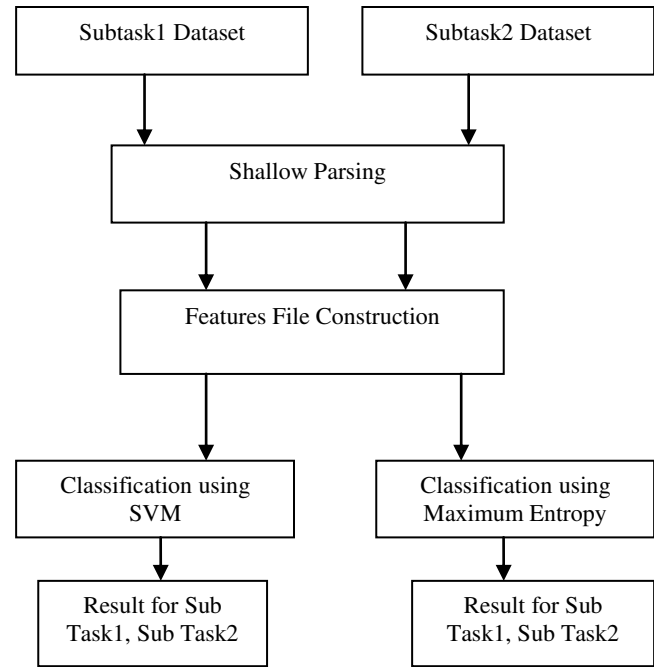 Subtask1 Dataset
Subtask2 Dataset
Shallow Parsing
Features File Construction
Classification using
SVM
Classification using
Maximum Entropy
Result for Sub
Task1, Sub Task2
Result for Sub
Task1, Sub Task2